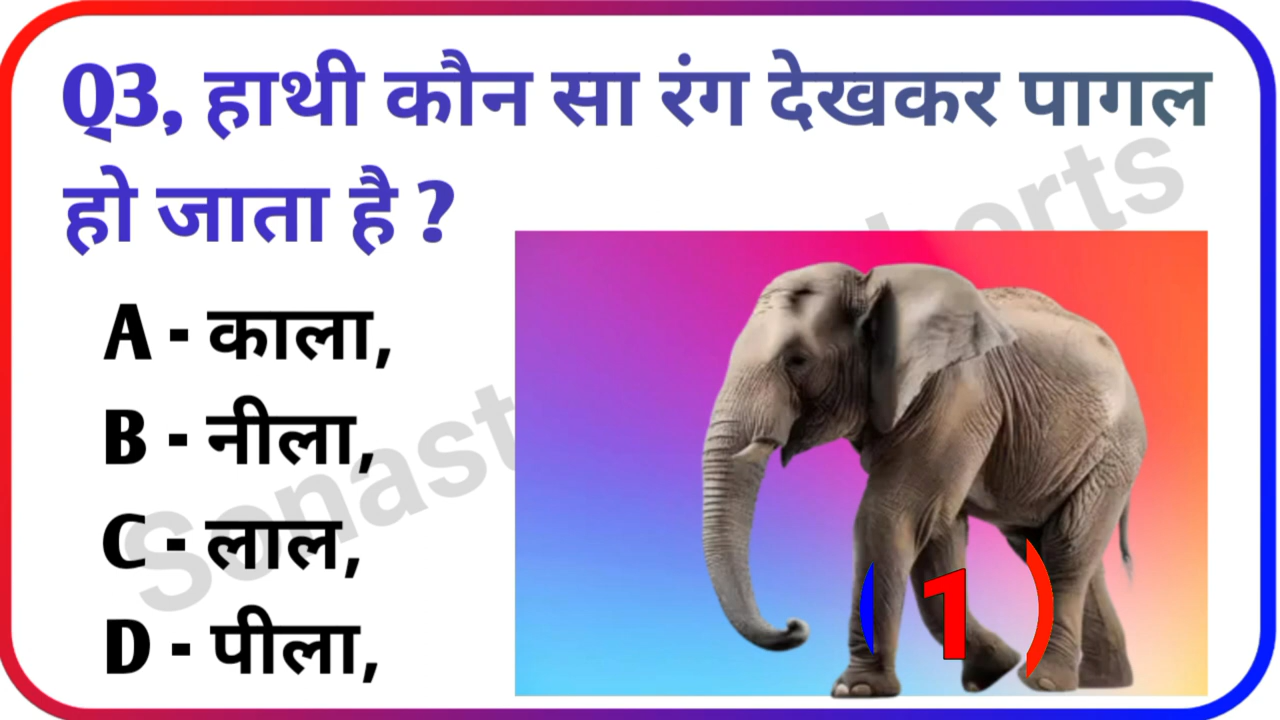 Q3, हाथी कौन सा रंग देखकर पागल
हो जाता है ?
A - काला,
B - नीला,
C - लाल,
D - पीला,
( 1 )